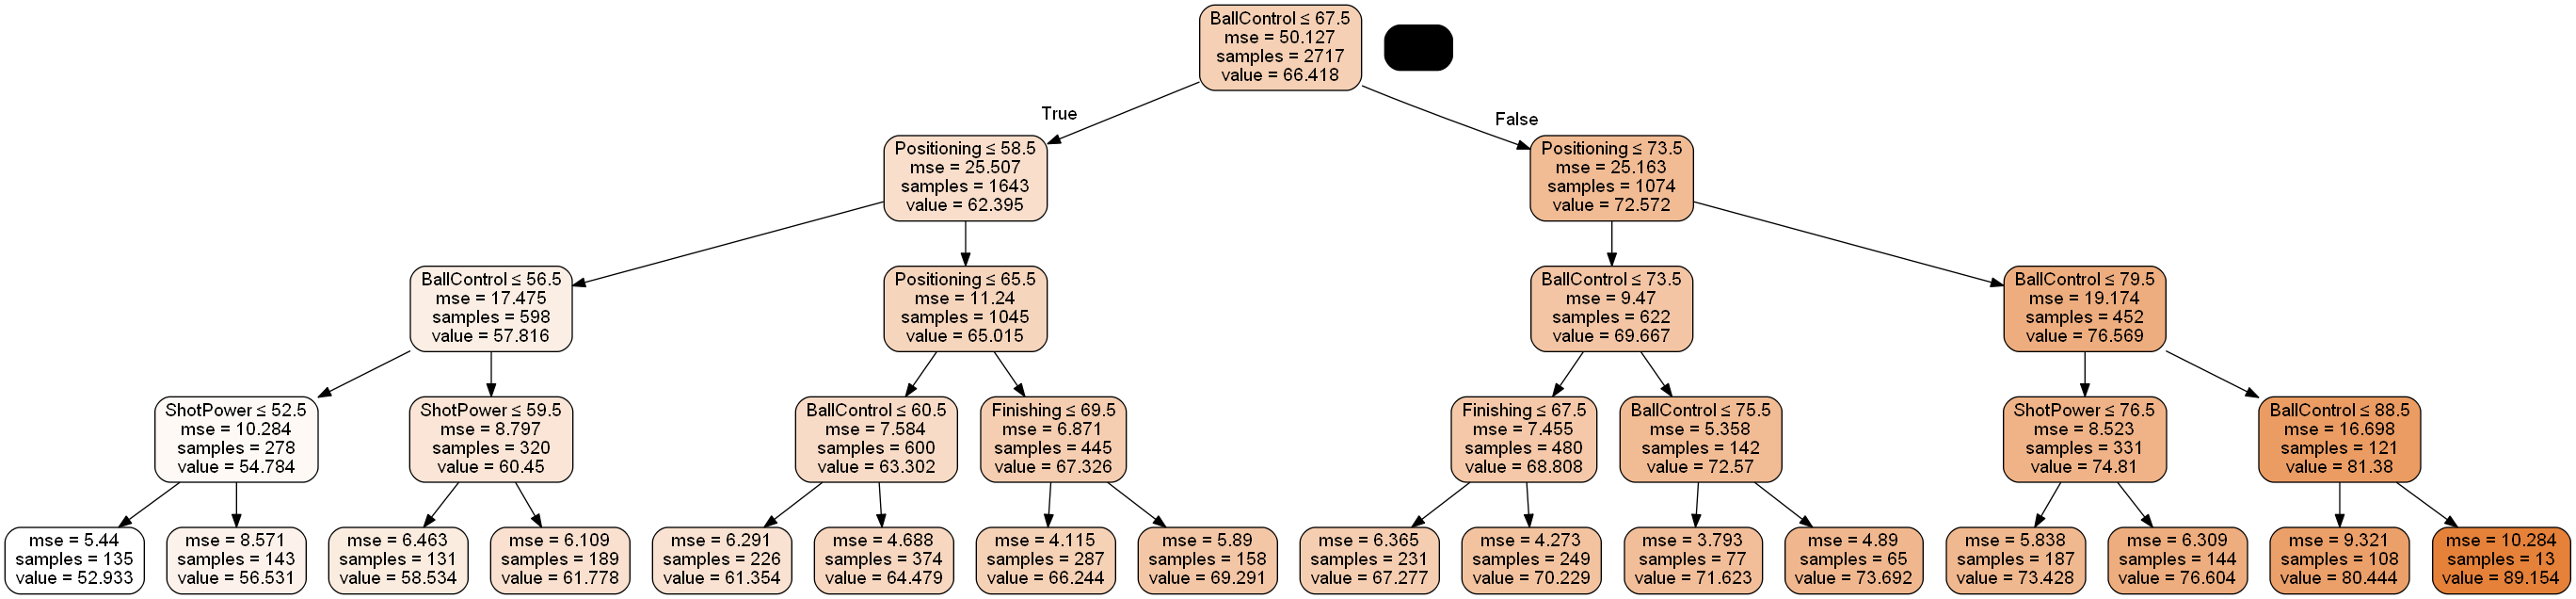 BallControl ≤ 67.5
mse = 50.127
samples = 2717
value = 66.418
True
False
Positioning ≤ 58.5
mse = 25.507
samples = 1643
value = 62.395
Positioning ≤ 73.5
mse = 25.163
samples = 1074
value = 72.572
BallControl ≤ 56.5
mse = 17.475
samples = 598
value = 57.816
Positioning ≤ 65.5
mse = 11.24
samples = 1045
value = 65.015
BallControl ≤ 73.5
mse = 9.47
samples = 622
value = 69.667
BallControl ≤ 79.5
mse = 19.174
samples = 452
value = 76.569
ShotPower ≤ 52.5
mse = 10.284
samples = 278
value = 54.784
ShotPower ≤ 59.5
mse = 8.797
samples = 320
value = 60.45
BallControl ≤ 60.5
mse = 7.584
samples = 600
value = 63.302
Finishing ≤ 69.5
mse = 6.871
samples = 445
value = 67.326
Finishing ≤ 67.5
mse = 7.455
samples = 480
value = 68.808
BallControl ≤ 75.5
mse = 5.358
samples = 142
value = 72.57
ShotPower ≤ 76.5
mse = 8.523
samples = 331
value = 74.81
BallControl ≤ 88.5
mse = 16.698
samples = 121
value = 81.38
mse = 5.44
samples = 135
value = 52.933
mse = 8.571
samples = 143
value = 56.531
mse = 6.463
samples = 131
value = 58.534
mse = 6.109
samples = 189
value = 61.778
mse = 6.291
samples = 226
value = 61.354
mse = 4.688
samples = 374
value = 64.479
mse = 4.115
samples = 287
value = 66.244
mse = 5.89
samples = 158
value = 69.291
mse = 6.365
samples = 231
value = 67.277
mse = 4.273
samples = 249
value = 70.229
mse = 3.793
samples = 77
value = 71.623
mse = 4.89
samples = 65
value = 73.692
mse = 5.838
samples = 187
value = 73.428
mse = 6.309
samples = 144
value = 76.604
mse = 9.321
samples = 108
value = 80.444
mse = 10.284
samples = 13
value = 89.154